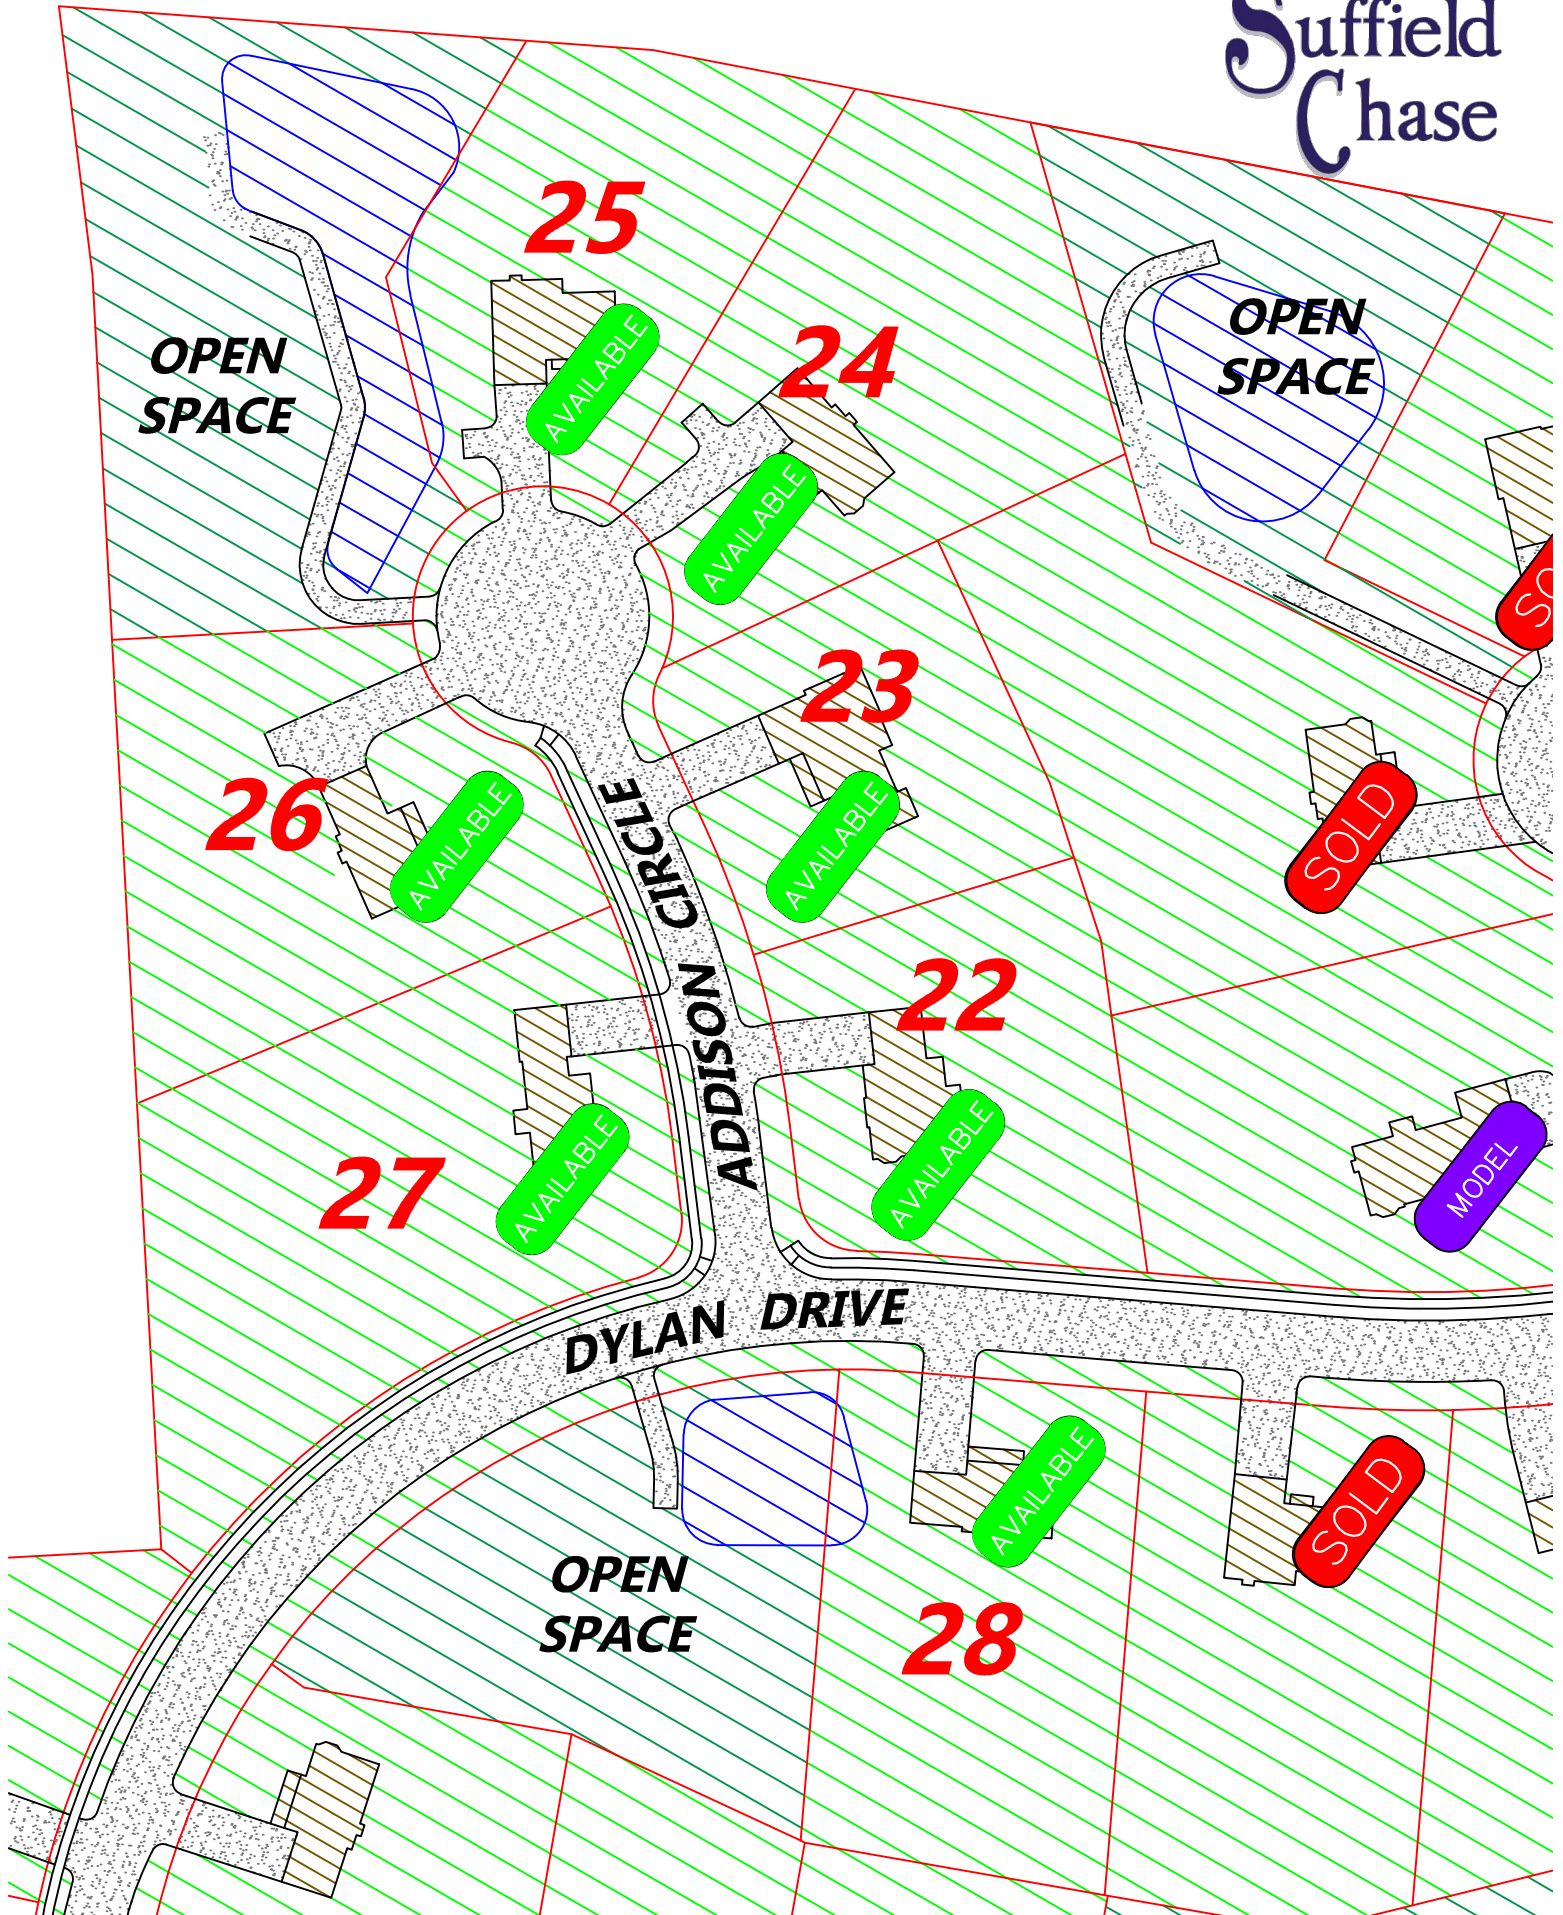 Suffield
Chase
25
AVAILABLE
OPEN
SPACE
24
AVAILABLE
OPEN
SPACE
SO
23
AVAILABLE
26
AVAILABLE
SOLD
ADDISON CIRCLE
22
AVAILABLE
27
AVAILABLE
MODEL
DYLAN DRIVE
AVAILABLE
SOLD
OPEN
SPACE
28